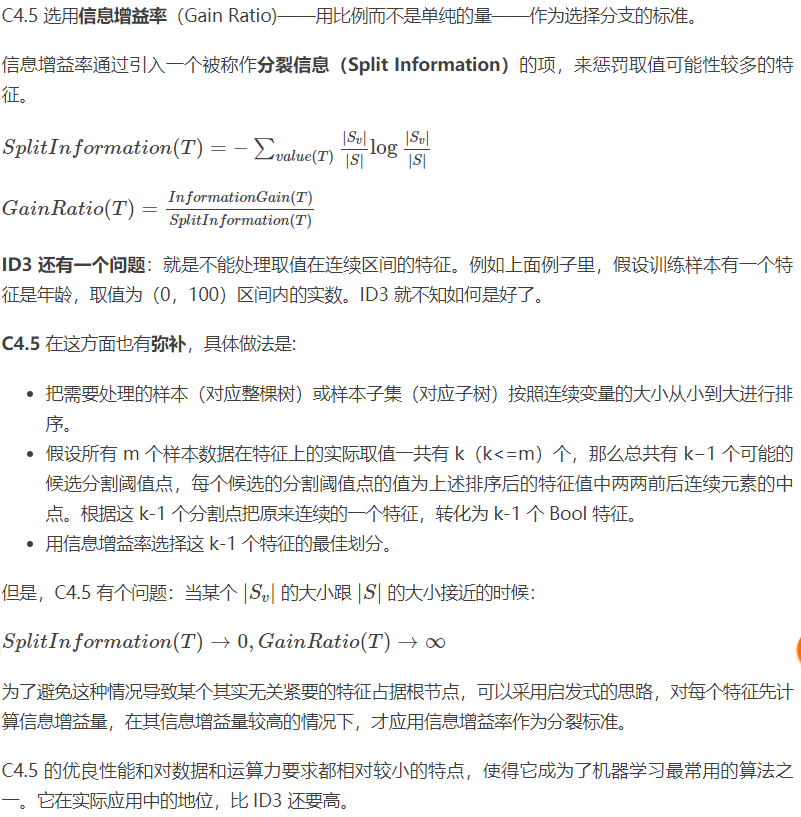 C4.5 选用信息增益率（Gain Ratio)——用比例而不是单纯的量——作为选择分支的标准。
信息增益率通过引入一个被称作分裂信息（Split Information）的项，来惩罚取值可能性较多的特
征。
SplitInformation(T) = − ∑_{value(T)} |S_v|/|S| log |S_v|/|S|
GainRatio(T) = InformationGain(T)/SplitInformation(T)
ID3 还有一个问题：就是不能处理取值在连续区间的特征。例如上面例子里，假设训练样本有一个特
征是年龄，取值为（0，100）区间内的实数。ID3 就不知如何是好了。
C4.5 在这方面也有弥补，具体做法是:
• 把需要处理的样本（对应整棵树）或样本子集（对应子树）按照连续变量的大小从小到大进行排
序。
• 假设所有 m 个样本数据在特征上的实际取值一共有 k（k<=m）个，那么总共有 k−1 个可能的
候选分割阈值点，每个候选的分割阈值点的值为上述排序后的特征值中两两前后连续元素的中
点。根据这 k-1 个分割点把原来连续的一个特征，转化为 k-1 个 Bool 特征。
• 用信息增益率选择这 k-1 个特征的最佳划分。
但是，C4.5 有个问题：当某个 |S_v| 的大小跟 |S| 的大小接近的时候：
SplitInformation(T) → 0, GainRatio(T) → ∞
为了避免这种情况导致某个其实无关紧要的特征占据根节点，可以采用启发式的思路，对每个特征先计
算信息增益量，在其信息增益量较高的情况下，才应用信息增益率作为分裂标准。
C4.5 的优良性能和对数据和运算力要求都相对较小的特点，使得它成为了机器学习最常用的算法之
一。它在实际应用中的地位，比 ID3 还要高。